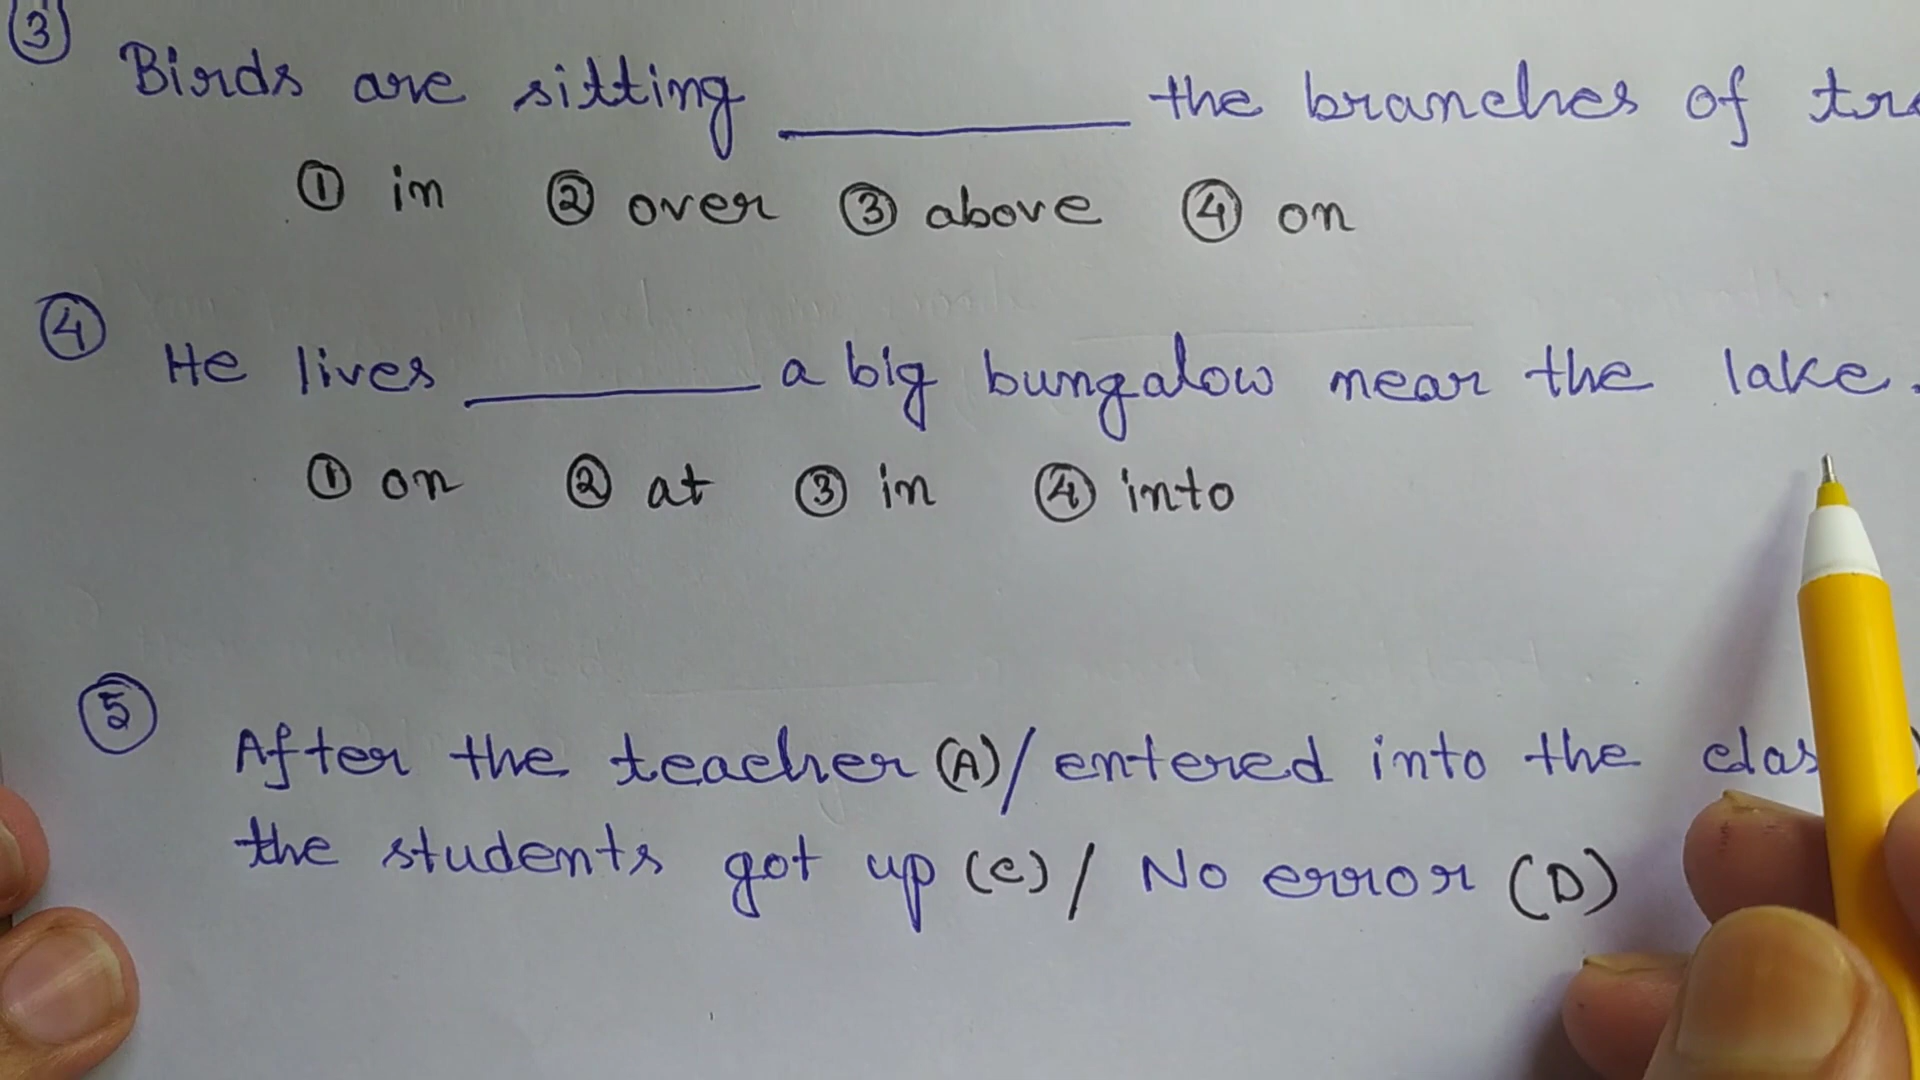 ③
Birds are sitting ________ the branches of
① in ② over ③ above ④ on
④
He lives ________ a big bungalow near the lake.
① on ② at ③ in ④ into
⑤
After the teacher (A)/ entered into the
the students got up (C)/ No error (D)